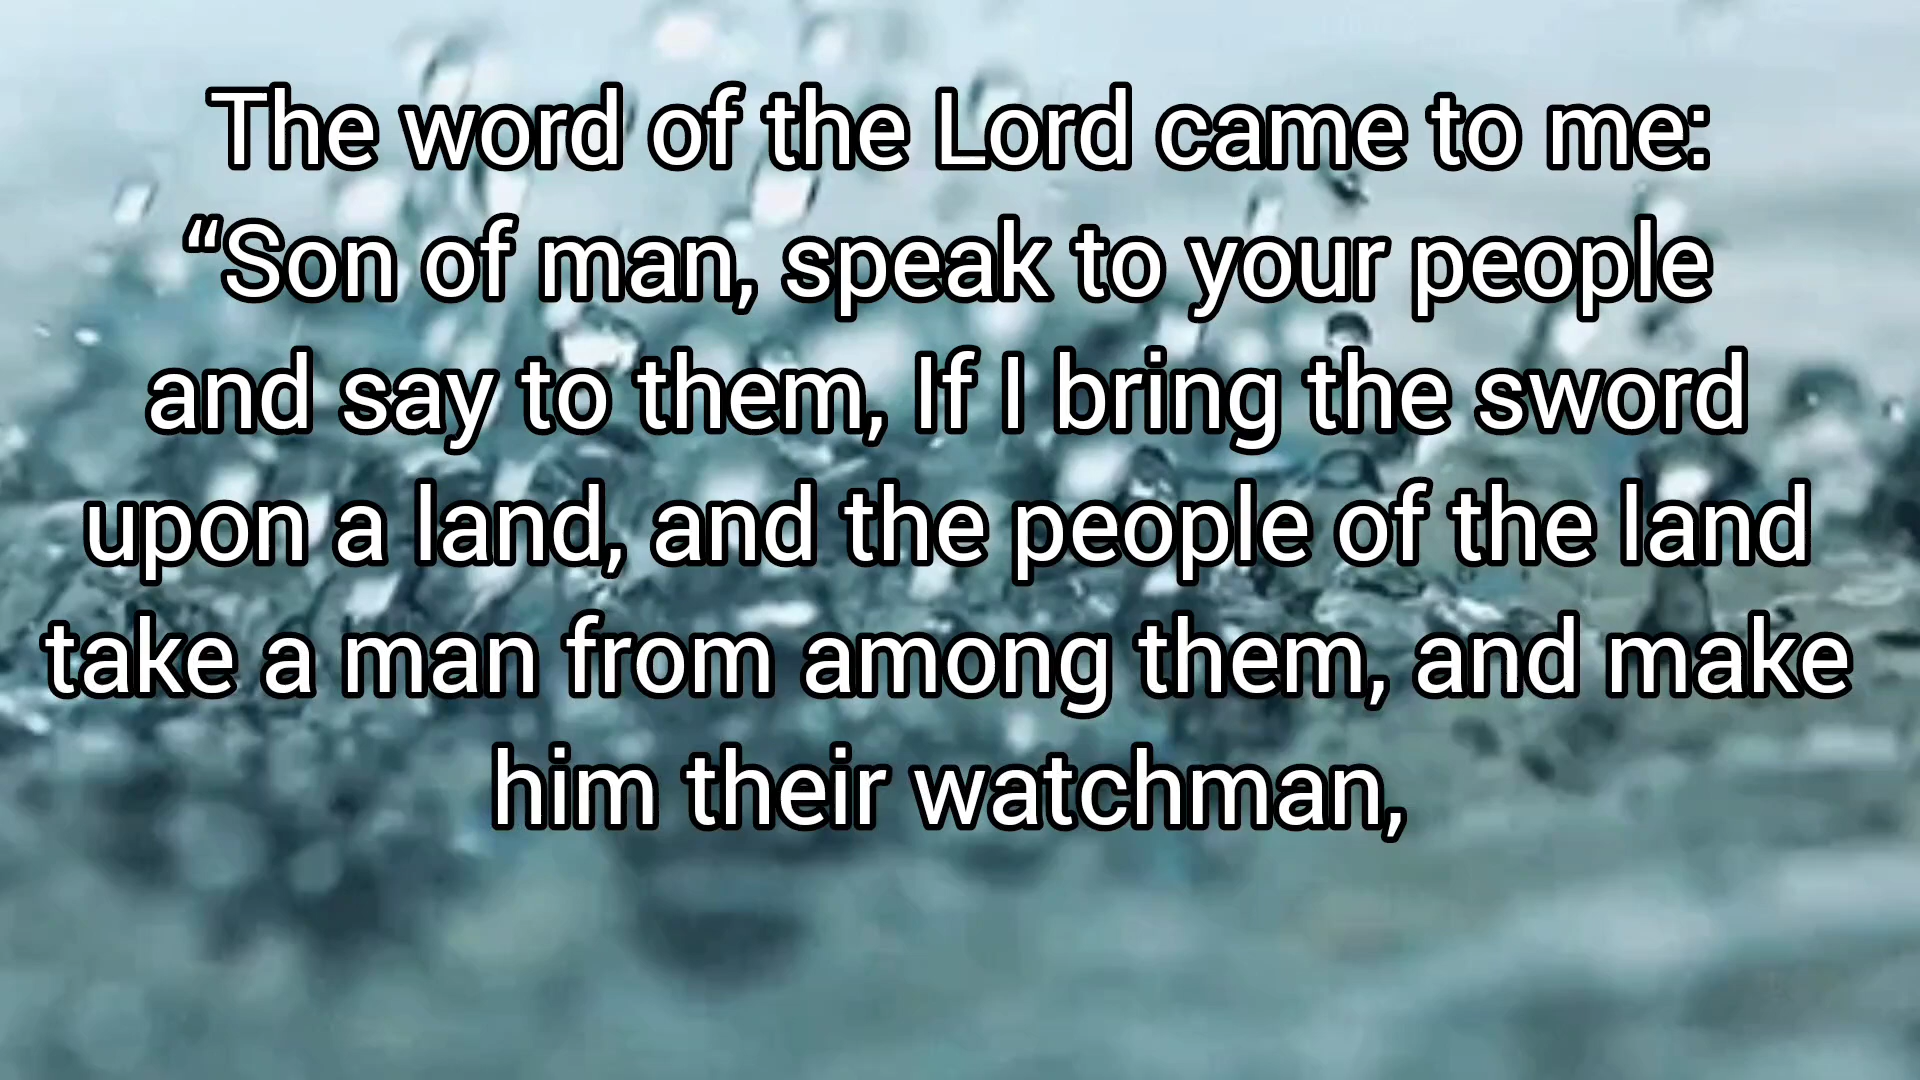 The word of the Lord came to me:
“Son of man, speak to your people
and say to them, If I bring the sword
upon a land, and the people of the land
take a man from among them, and make
him their watchman,